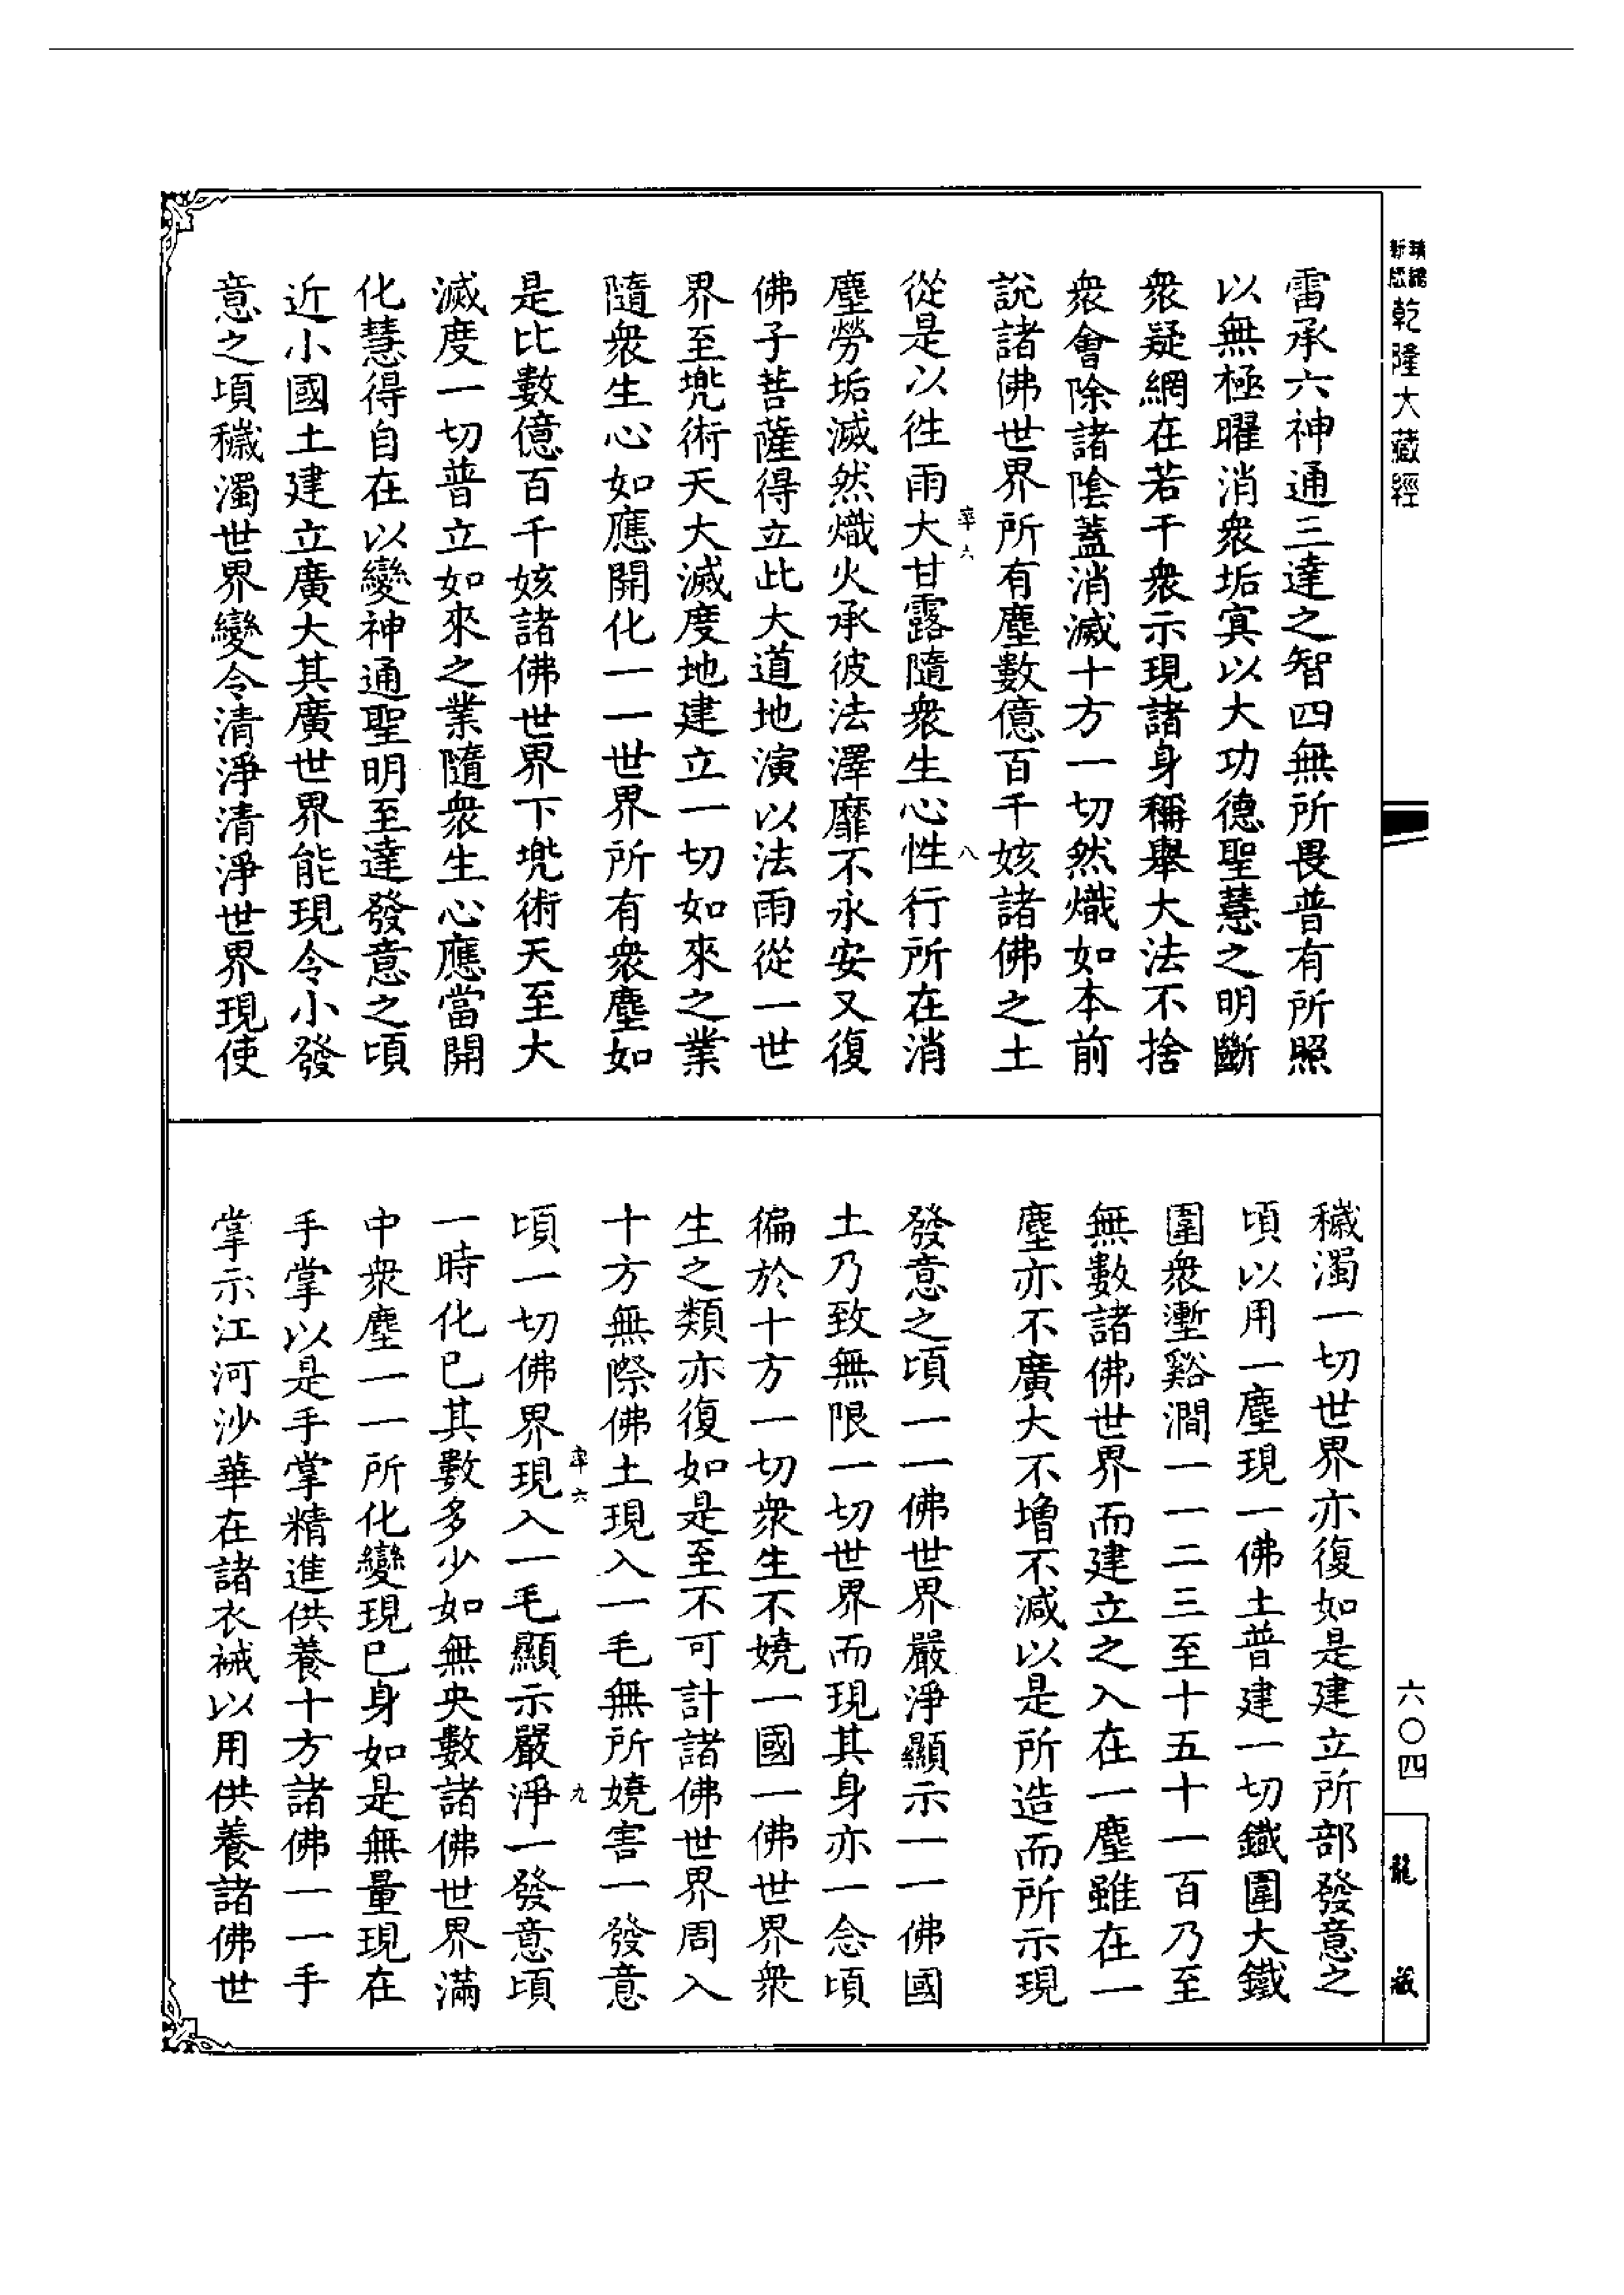 乾隆大藏經
雷承六神通三達之智四無所畏普有所照
以無極曜消衆垢寘以大功德聖慧之明斷
衆疑網在若干衆示現諸身稱舉大法不捨
衆會除諸陰蓋消滅十方一切然熾如本前
說諸佛世界所有塵數億百千姟諸佛之土
率六
八
從是以徃雨大甘露隨衆生心性行所在消
塵勞垢滅然熾火承彼法澤靡不永安又復
佛子菩薩得立此大道地演以法雨從一世
界至兠術天大滅度地建立一切如來之業
隨衆生心如應開化一一世界所有衆塵如
是比數億百千姟諸佛世界下兠術天至大
滅度一切普立如來之業隨衆生心應當開
化慧得自在以變神通聖明至達發意之頃
近小國土建立廣大其廣世界能現令小發
意之頃穢濁世界變令清淨清淨世界現使
穢濁一切世界亦復如是建立所部發意之
頃以用一塵現一佛土普建一切鐵圍大鐵
圍衆壍谿澗一一二三至十五十一百乃至
無數諸佛世界而建立之入在一塵雖在一
塵亦不廣大不增不減以是所造而所示現
發意之頃一一佛世界嚴淨顯示一一佛國
土乃致無限一切世界而現其身亦一念頃
徧於十方一切衆生不嬈一國一佛世界衆
生之類亦復如是至不可計諸佛世界周入
十方無際佛土現入一毛無所嬈害一發意
率六
九
頃一切佛界現入一毛顯示嚴淨一發意頃
一時化已其數多少如無央數諸佛世界滿
中衆塵一一所化變現已身如是無量現在
手掌以是手掌精進供養十方諸佛一一手
掌示江河沙華在諸衣裓以用供養諸佛世
六〇四
龍藏